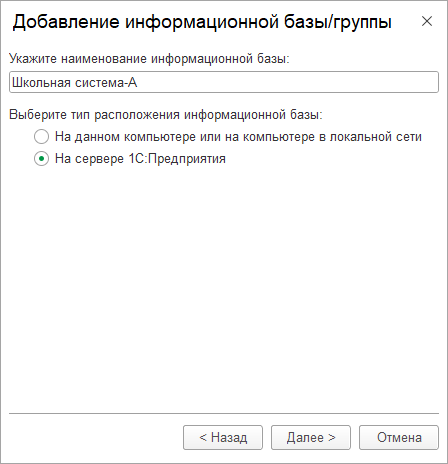 Добавление информационной базы/группы
Укажите наименование информационной базы:
Школьная система-А
Выберите тип расположения информационной базы:
На данном компьютере или на компьютере в локальной сети
На сервере 1С:Предприятия
< Назад
Далее >
Отмена